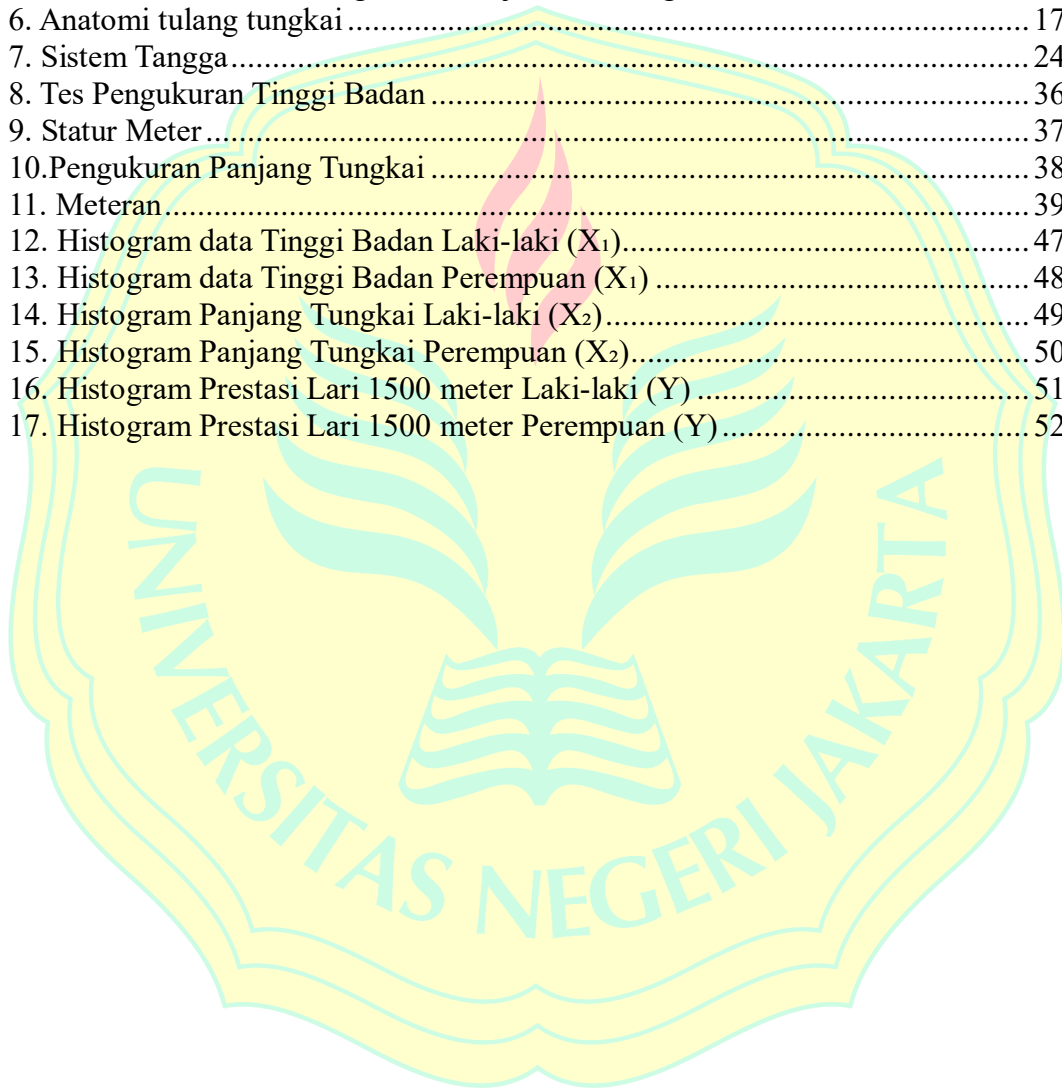 6. Anatomi tulang tungkai ........................................................................................ 17
7. Sistem Tangga ........................................................................................ 24
8. Tes Pengukuran Tinggi Badan ........................................................................................ 36
9. Statur Meter ........................................................................................ 37
10.Pengukuran Panjang Tungkai ........................................................................................ 38
11. Meteran ........................................................................................ 39
12. Histogram data Tinggi Badan Laki-laki (X₁) ........................................................................................ 47
13. Histogram data Tinggi Badan Perempuan (X₁) ........................................................................................ 48
14. Histogram Panjang Tungkai Laki-laki (X₂) ........................................................................................ 49
15. Histogram Panjang Tungkai Perempuan (X₂) ........................................................................................ 50
16. Histogram Prestasi Lari 1500 meter Laki-laki (Y) ........................................................................................ 51
17. Histogram Prestasi Lari 1500 meter Perempuan (Y) ........................................................................................ 52
UNIVERSITAS NEGERI JAKARTA